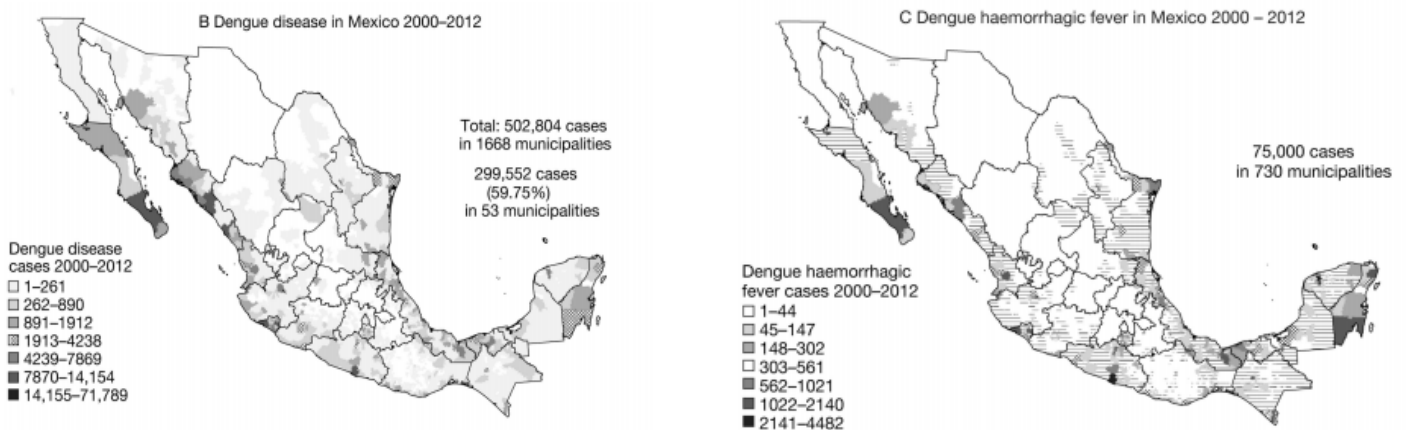 B Dengue disease in Mexico 2000–2012
Total: 502,804 cases
in 1668 municipalities
299,552 cases
(59.75%)
in 53 municipalities
Dengue disease
cases 2000–2012
1–261
262–890
891–1912
1913–4238
4239–7869
7870–14,154
14,155–71,789
C Dengue haemorrhagic fever in Mexico 2000 – 2012
75,000 cases
in 730 municipalities
Dengue haemorrhagic
fever cases 2000–2012
1–44
45–147
148–302
303–561
562–1021
1022–2140
2141–4482